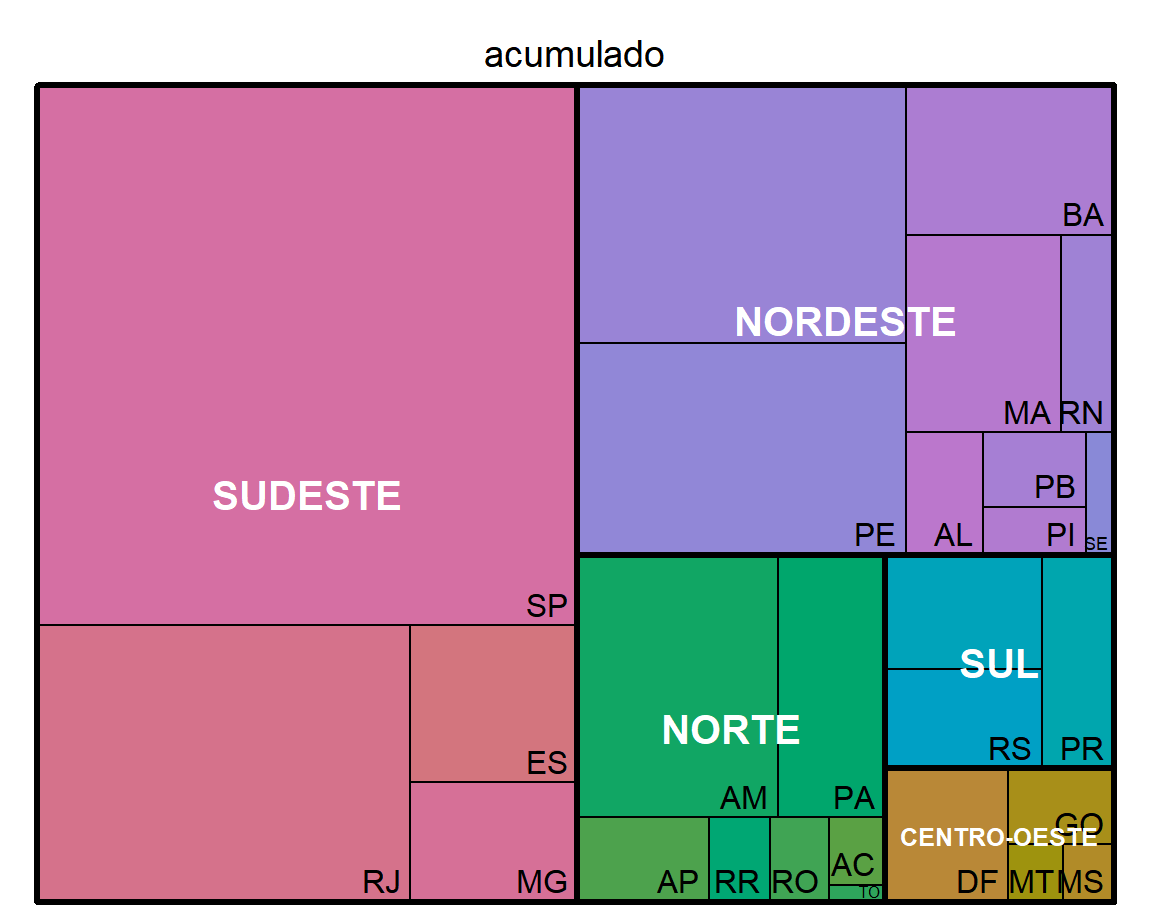 acumulado
BA
NORDESTE
MA
RN
SUDESTE
PB
PE
AL
PI
SE
SP
SUL
NORTE
RS
PR
ES
AM
PA
GO
CENTRO-OESTE
AC
RJ
MG
AP
RR
RO
TO
DF
MT
MS